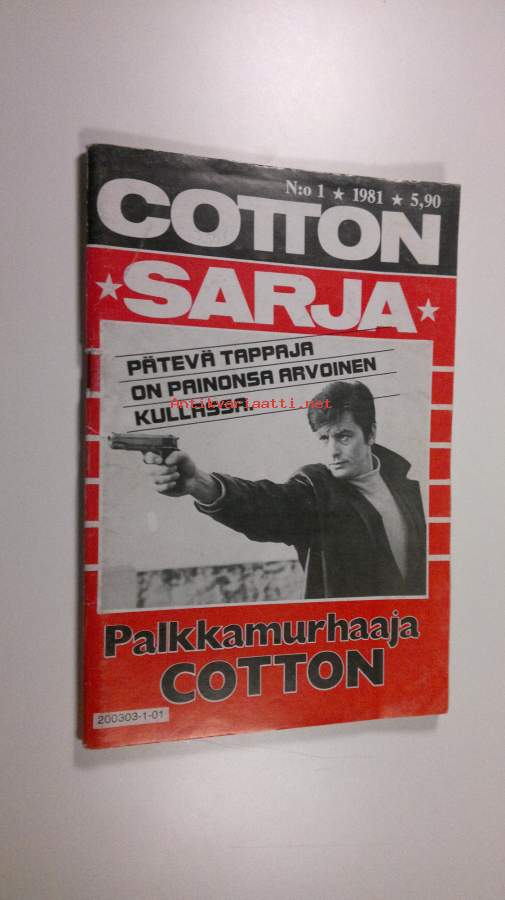 N:o 1 ★ 1981 ★ 5,90
COTTON
★SARJA★
PÄTEVÄ TAPPAJA
ON PAINONSA ARVOINEN
KULLASSA.
Antikvariaatti.net
Palkkamurhaaja
COTTON
200303-1-01